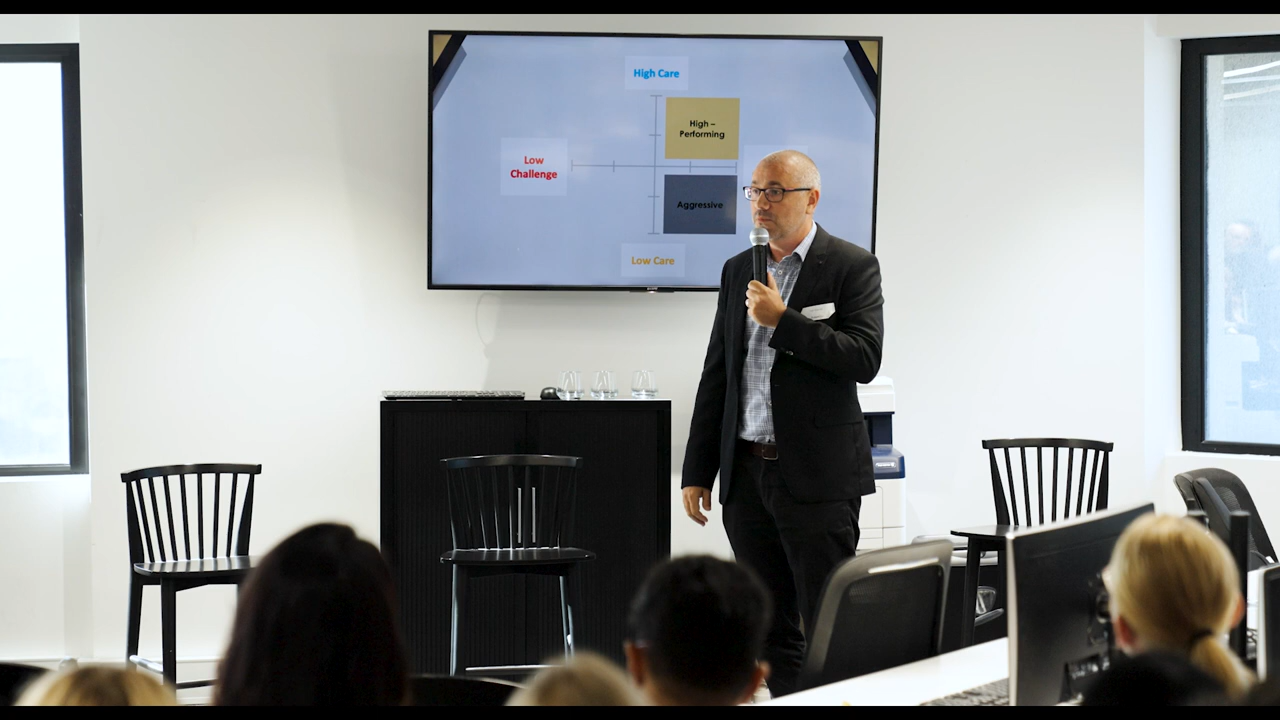 High Care
High –
Performing
Low
Challenge
Aggressive
Low Care